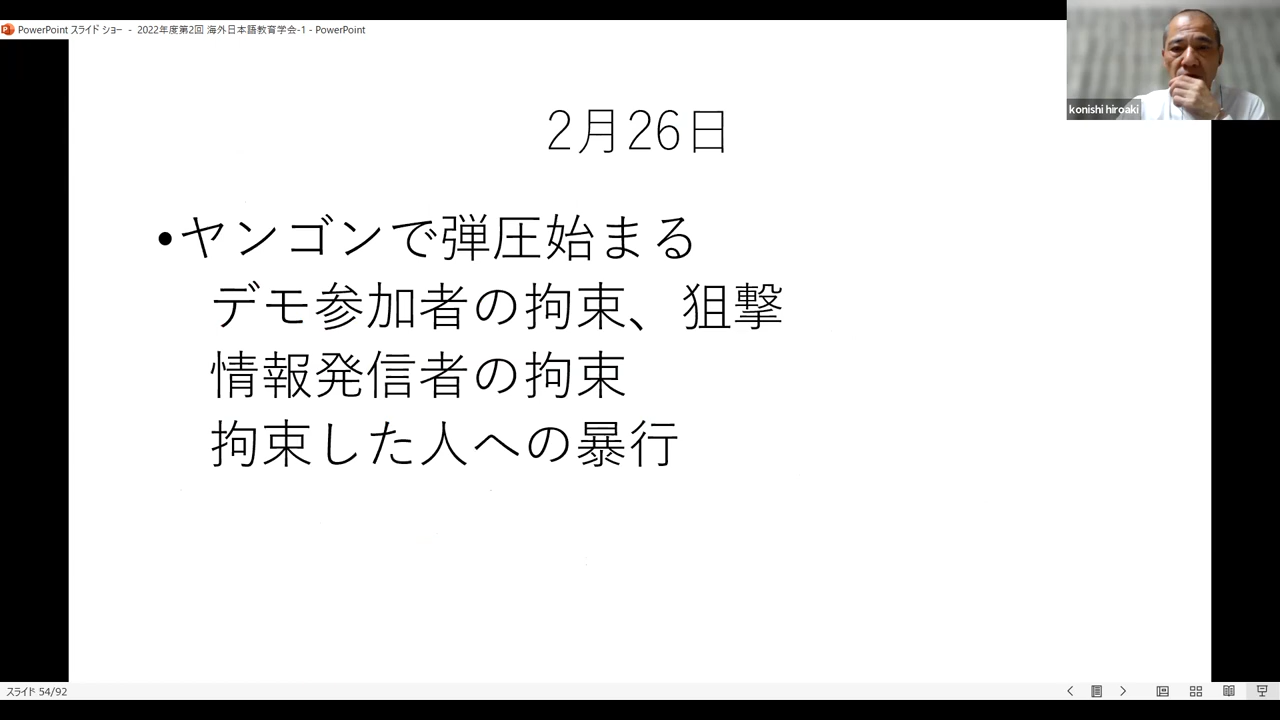 PowerPoint スライド ショー - 2022年度第2回 海外日本語教育学会-1 - PowerPoint
konishi hiroaki
2月26日
•ヤンゴンで弾圧始まる
デモ参加者の拘束、狙撃
情報発信者の拘束
拘束した人への暴行
スライド 54/92